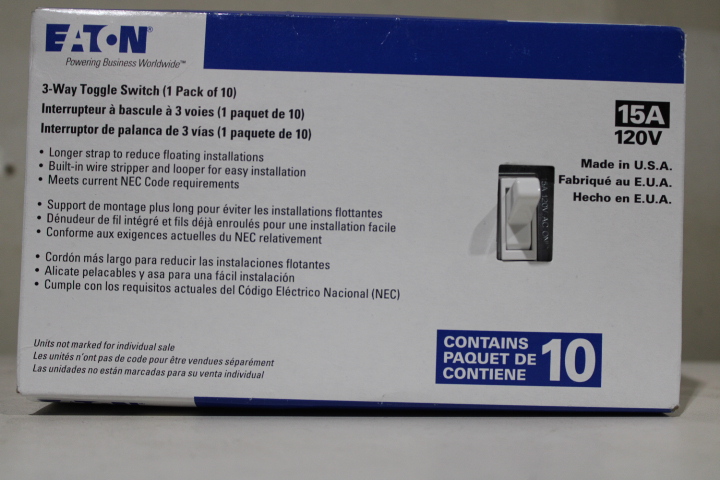 EATON®
Powering Business Worldwide™
3-Way Toggle Switch (1 Pack of 10)
Interrupteur à bascule à 3 voies (1 paquet de 10)
Interruptor de palanca de 3 vías (1 paquete de 10)
• Longer strap to reduce floating installations
• Built-in wire stripper and looper for easy installation
• Meets current NEC Code requirements
• Support de montage plus long pour éviter les installations flottantes
• Dénudeur de fil intégré et fils déjà enroulés pour une installation facile
• Conforme aux exigences actuelles du NEC relativement
• Cordón más largo para reducir las instalaciones flotantes
• Alicate pelacables y asa para una fácil instalación
• Cumple con los requisitos actuales del Código Eléctrico Nacional (NEC)
Units not marked for individual sale
Les unités n'ont pas de code pour être vendues séparément
Las unidades no están marcadas para su venta individual
15A
120V
Made in U.S.A.
Fabriqué au E.U.A.
Hecho en E.U.A.
120V AC
CONTAINS
PAQUET DE
CONTIENE
10